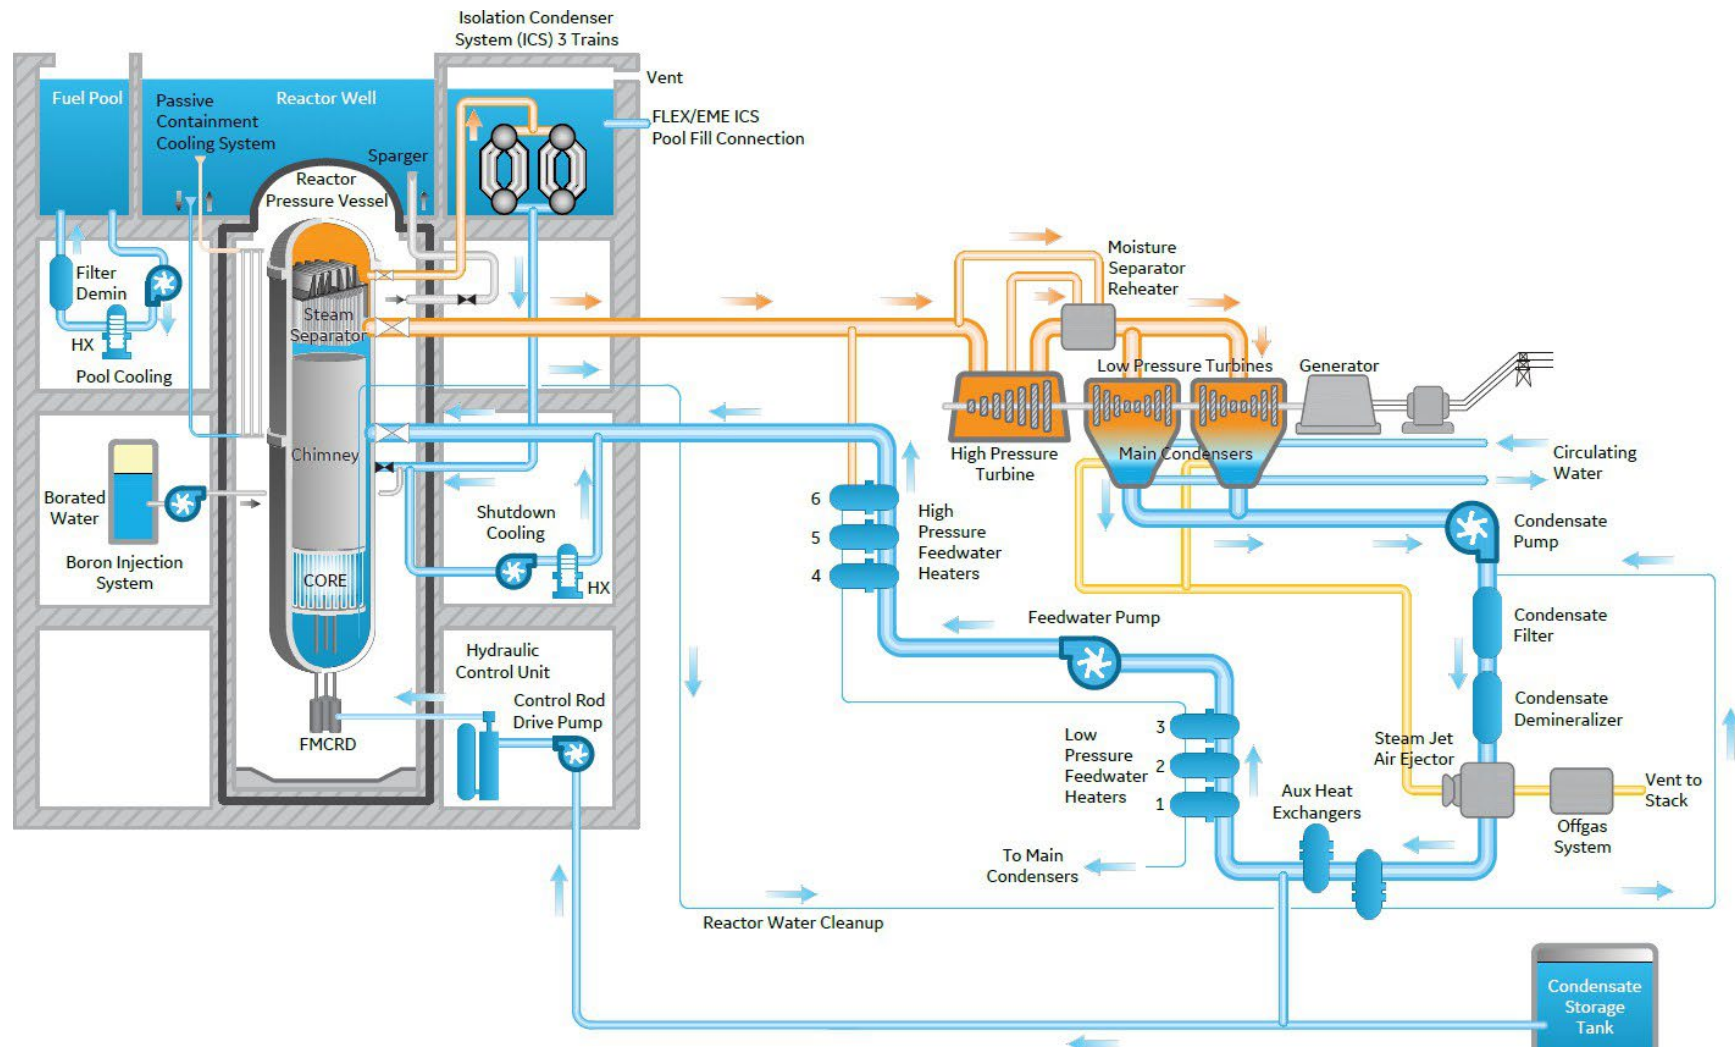 Isolation Condenser
System (ICS) 3 Trains
Vent
FLEX/EME ICS
Pool Fill Connection
Fuel Pool
Passive
Containment
Cooling System
Reactor Well
Sparger
Reactor
Pressure Vessel
Filter
Demin
HX
Pool Cooling
Steam
Separator
Chimney
CORE
Borated
Water
Boron Injection
System
Shutdown
Cooling
HX
Hydraulic
Control Unit
Control Rod
Drive Pump
FMCRD
Moisture
Separator
Reheater
Low Pressure Turbines
Generator
High Pressure
Turbine
Main Condensers
Circulating
Water
6
5
4
High
Pressure
Feedwater
Heaters
Condensate
Pump
Feedwater Pump
Condensate
Filter
Condensate
Demineralizer
3
2
1
Low
Pressure
Feedwater
Heaters
Steam Jet
Air Ejector
Aux Heat
Exchangers
Vent to
Stack
Offgas
System
To Main
Condensers
Reactor Water Cleanup
Condensate
Storage
Tank